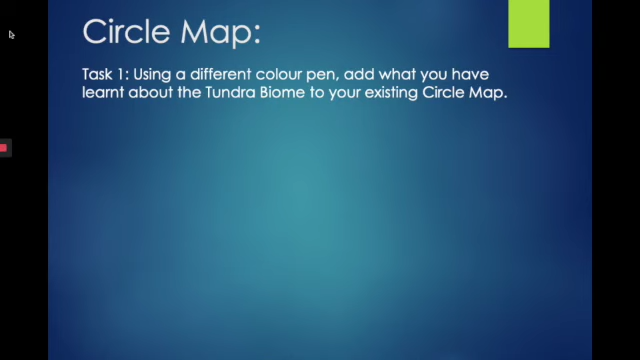 Circle Map:
Task 1: Using a different colour pen, add what you have
learnt about the Tundra Biome to your existing Circle Map.